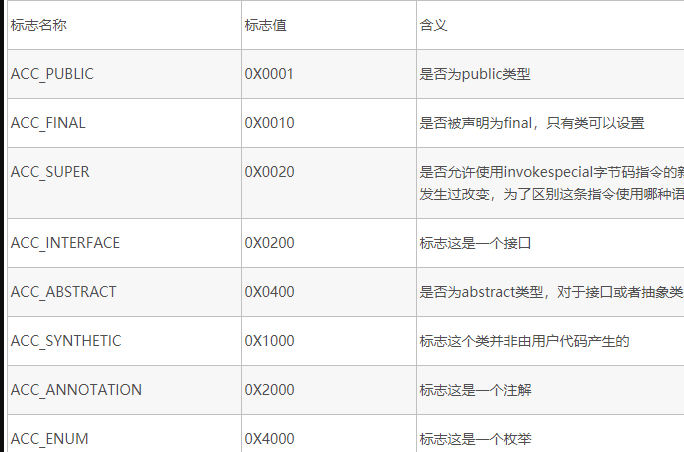 标志名称 标志值 含义
ACC_PUBLIC 0X0001 是否为public类型
ACC_FINAL 0X0010 是否被声明为final，只有类可以设置
ACC_SUPER 0X0020 是否允许使用invokespecial字节码指令的新
发生过改变，为了区别这条指令使用哪种语
ACC_INTERFACE 0X0200 标志这是一个接口
ACC_ABSTRACT 0X0400 是否为abstract类型，对于接口或者抽象类
ACC_SYNTHETIC 0X1000 标志这个类并非由用户代码产生的
ACC_ANNOTATION 0X2000 标志这是一个注解
ACC_ENUM 0X4000 标志这是一个枚举